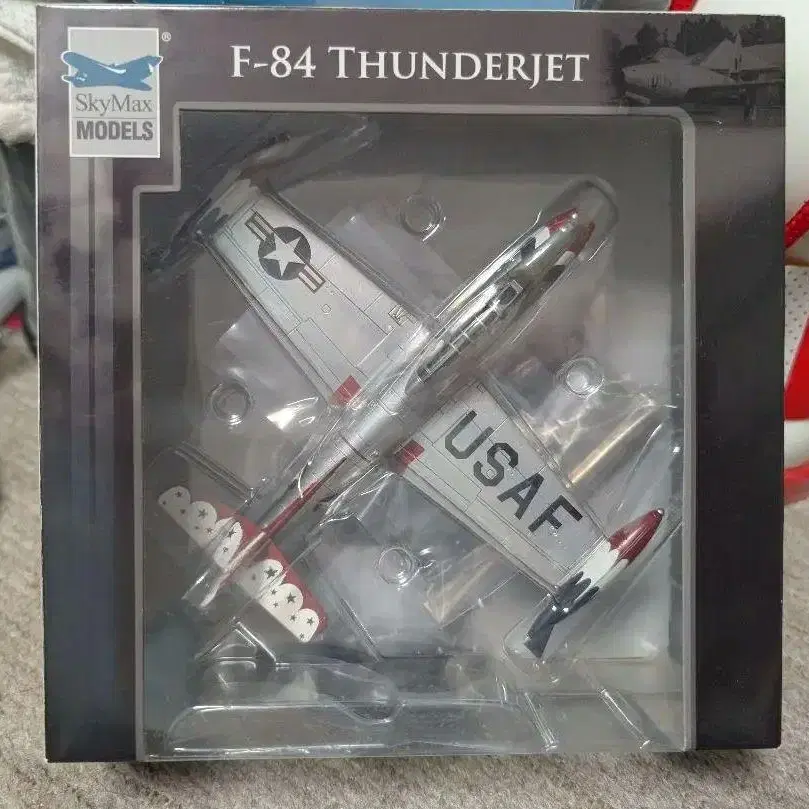 F-84 THUNDERJET
®
SkyMax
MODELS
USAF